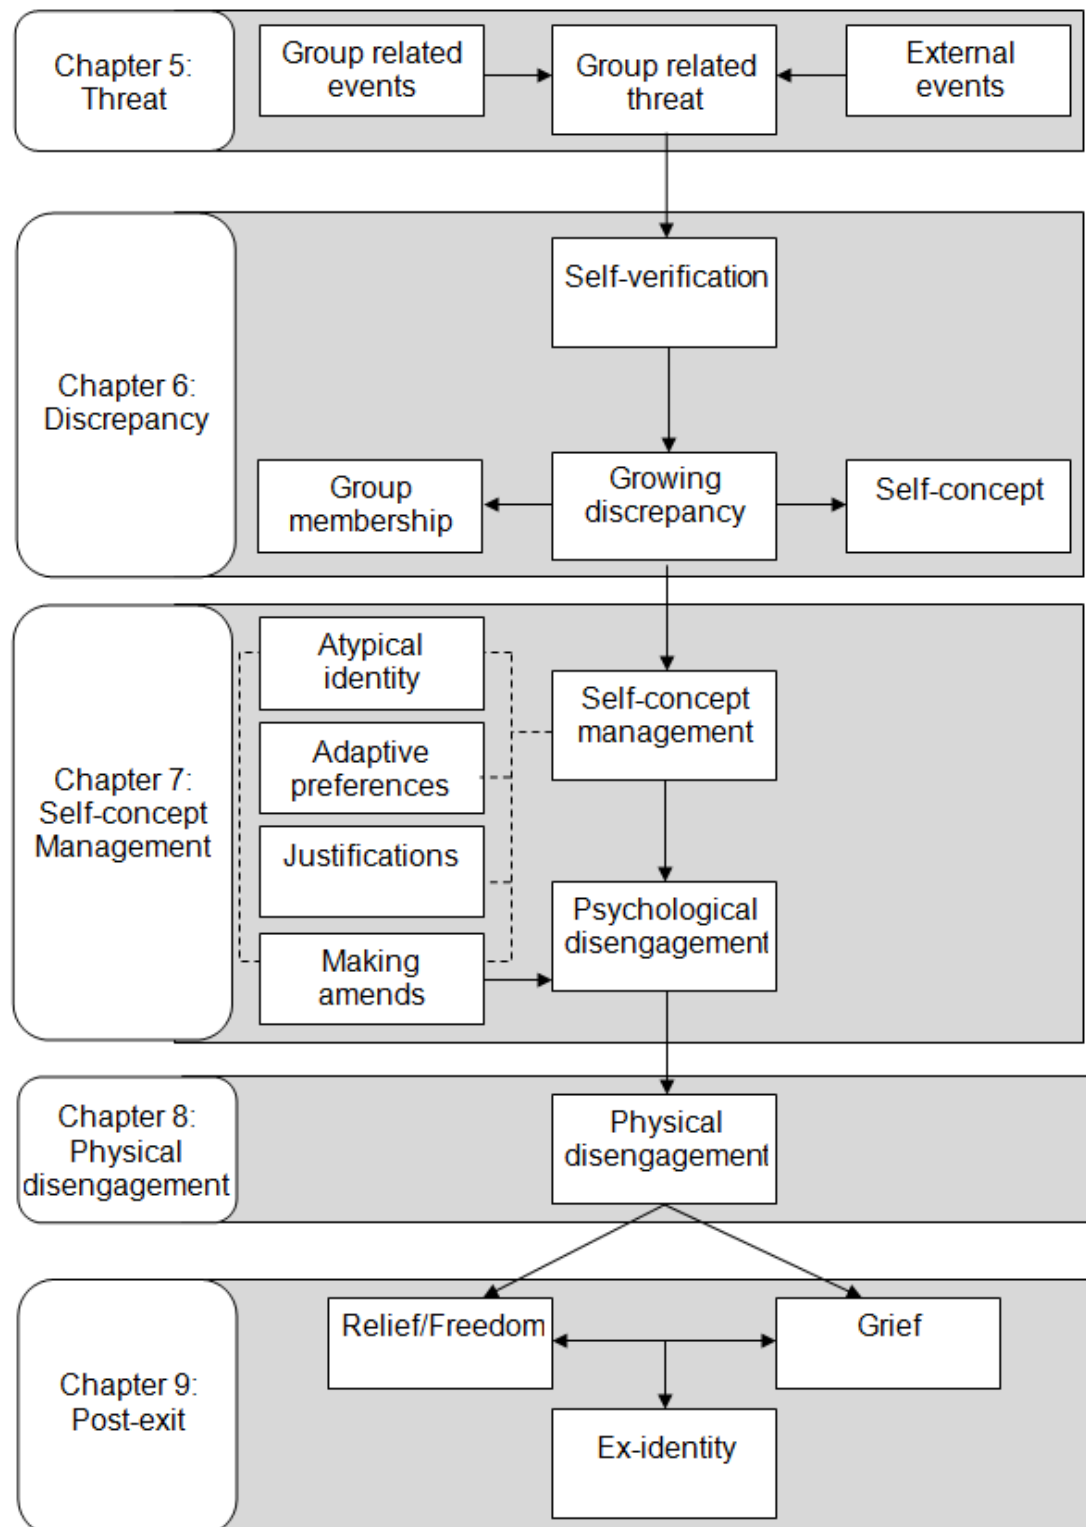 Chapter 5:
Threat
Group related
events
Group related
threat
External
events
Chapter 6:
Discrepancy
Self-verification
Group
membership
Growing
discrepancy
Self-concept
Chapter 7:
Self-concept
Management
Atypical
identity
Self-concept
management
Adaptive
preferences
Justifications
Psychological
disengagement
Making
amends
Chapter 8:
Physical
disengagement
Physical
disengagement
Chapter 9:
Post-exit
Relief/Freedom
Grief
Ex-identity